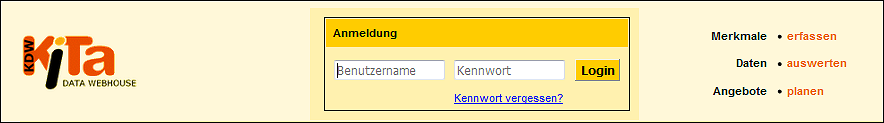 KDW
KiTa
DATA WEBHOUSE
Anmeldung
Benutzername
Kennwort
Login
Kennwort vergessen?
Merkmale • erfassen
Daten • auswerten
Angebote • planen